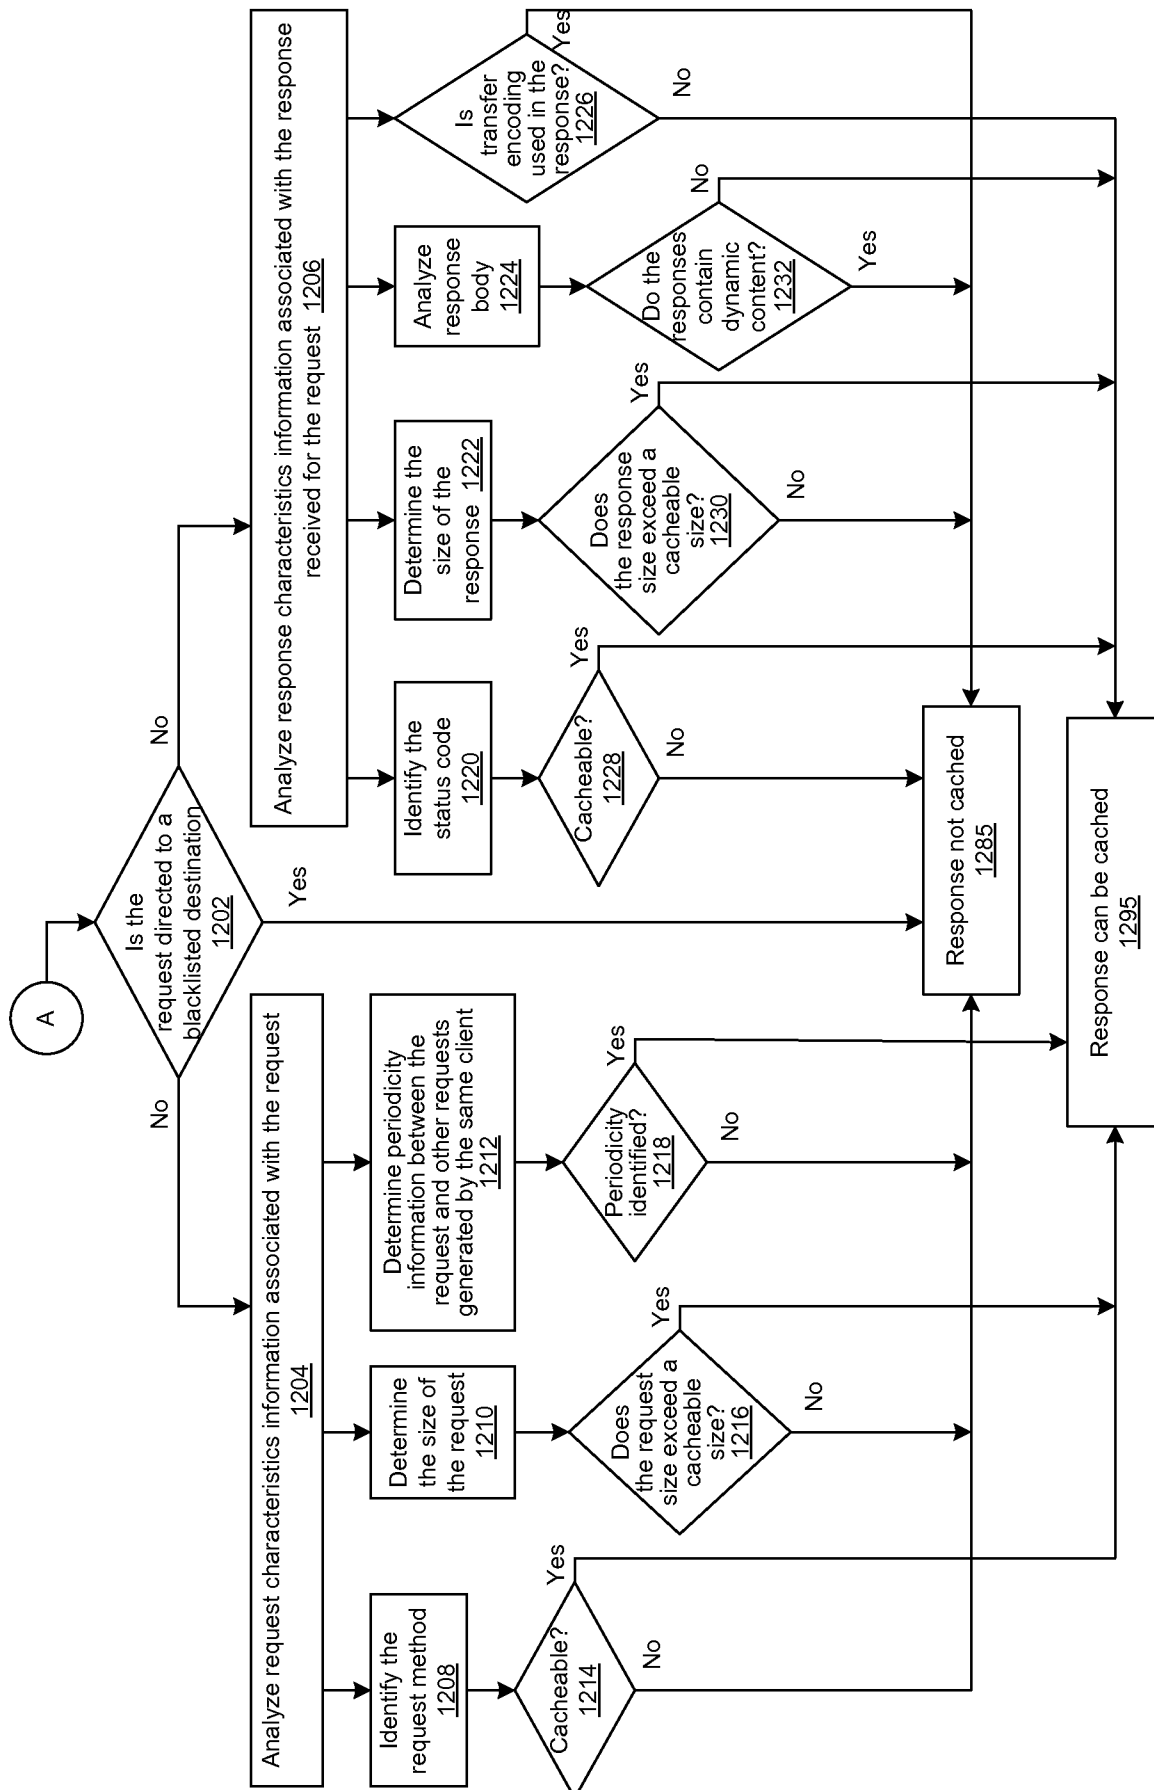 A
Is the
request directed to a
blacklisted destination
1202
No
No
Yes
Analyze request characteristics information associated with the request
1204
Identify the
request method
1208
Determine
the size of
the request
1210
Determine periodicity
information between the
request and other requests
generated by the same client
1212
Cacheable?
1214
Yes
No
Does
the request
size exceed a
cacheable
size?
1216
Yes
No
Periodicity
identified?
1218
Yes
No
Analyze response characteristics information associated with the response
received for the request 1206
Identify the
status code
1220
Determine the
size of the
response 1222
Analyze
response
body
1224
Is
transfer
encoding
used in the
response?
1226
Yes
No
Cacheable?
1228
Yes
No
Does
the response
size exceed a
cacheable
size?
1230
Yes
No
Do the
responses
contain
dynamic
content?
1232
No
Yes
Response not cached
1285
Response can be cached
1295